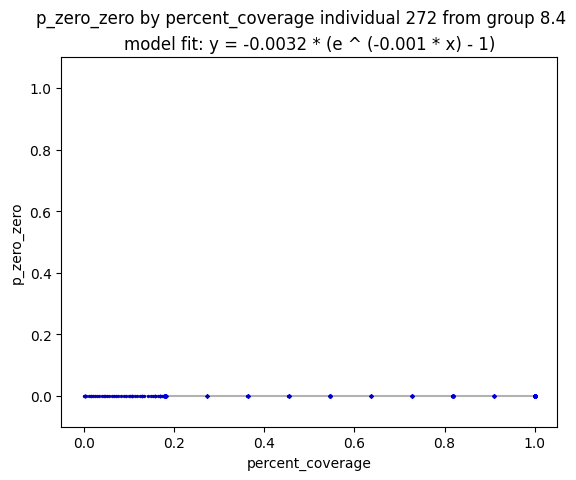 p_zero_zero by percent_coverage individual 272 from group 8.4
model fit: y = -0.0032 * (e ^ (-0.001 * x) - 1)
1.0
0.8
0.6
0.4
0.2
0.0
p_zero_zero
0.0 0.2 0.4 0.6 0.8 1.0
percent_coverage